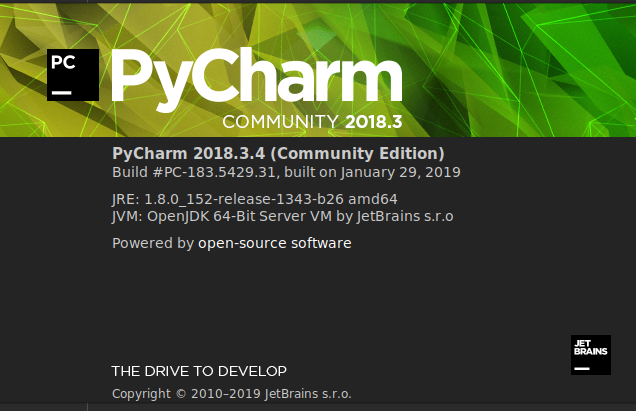 PC
PyCharm
COMMUNITY 2018.3
PyCharm 2018.3.4 (Community Edition)
Build #PC-183.5429.31, built on January 29, 2019
JRE: 1.8.0_152-release-1343-b26 amd64
JVM: OpenJDK 64-Bit Server VM by JetBrains s.r.o
Powered by open-source software
JET
BRAINS
THE DRIVE TO DEVELOP
Copyright © 2010–2019 JetBrains s.r.o.